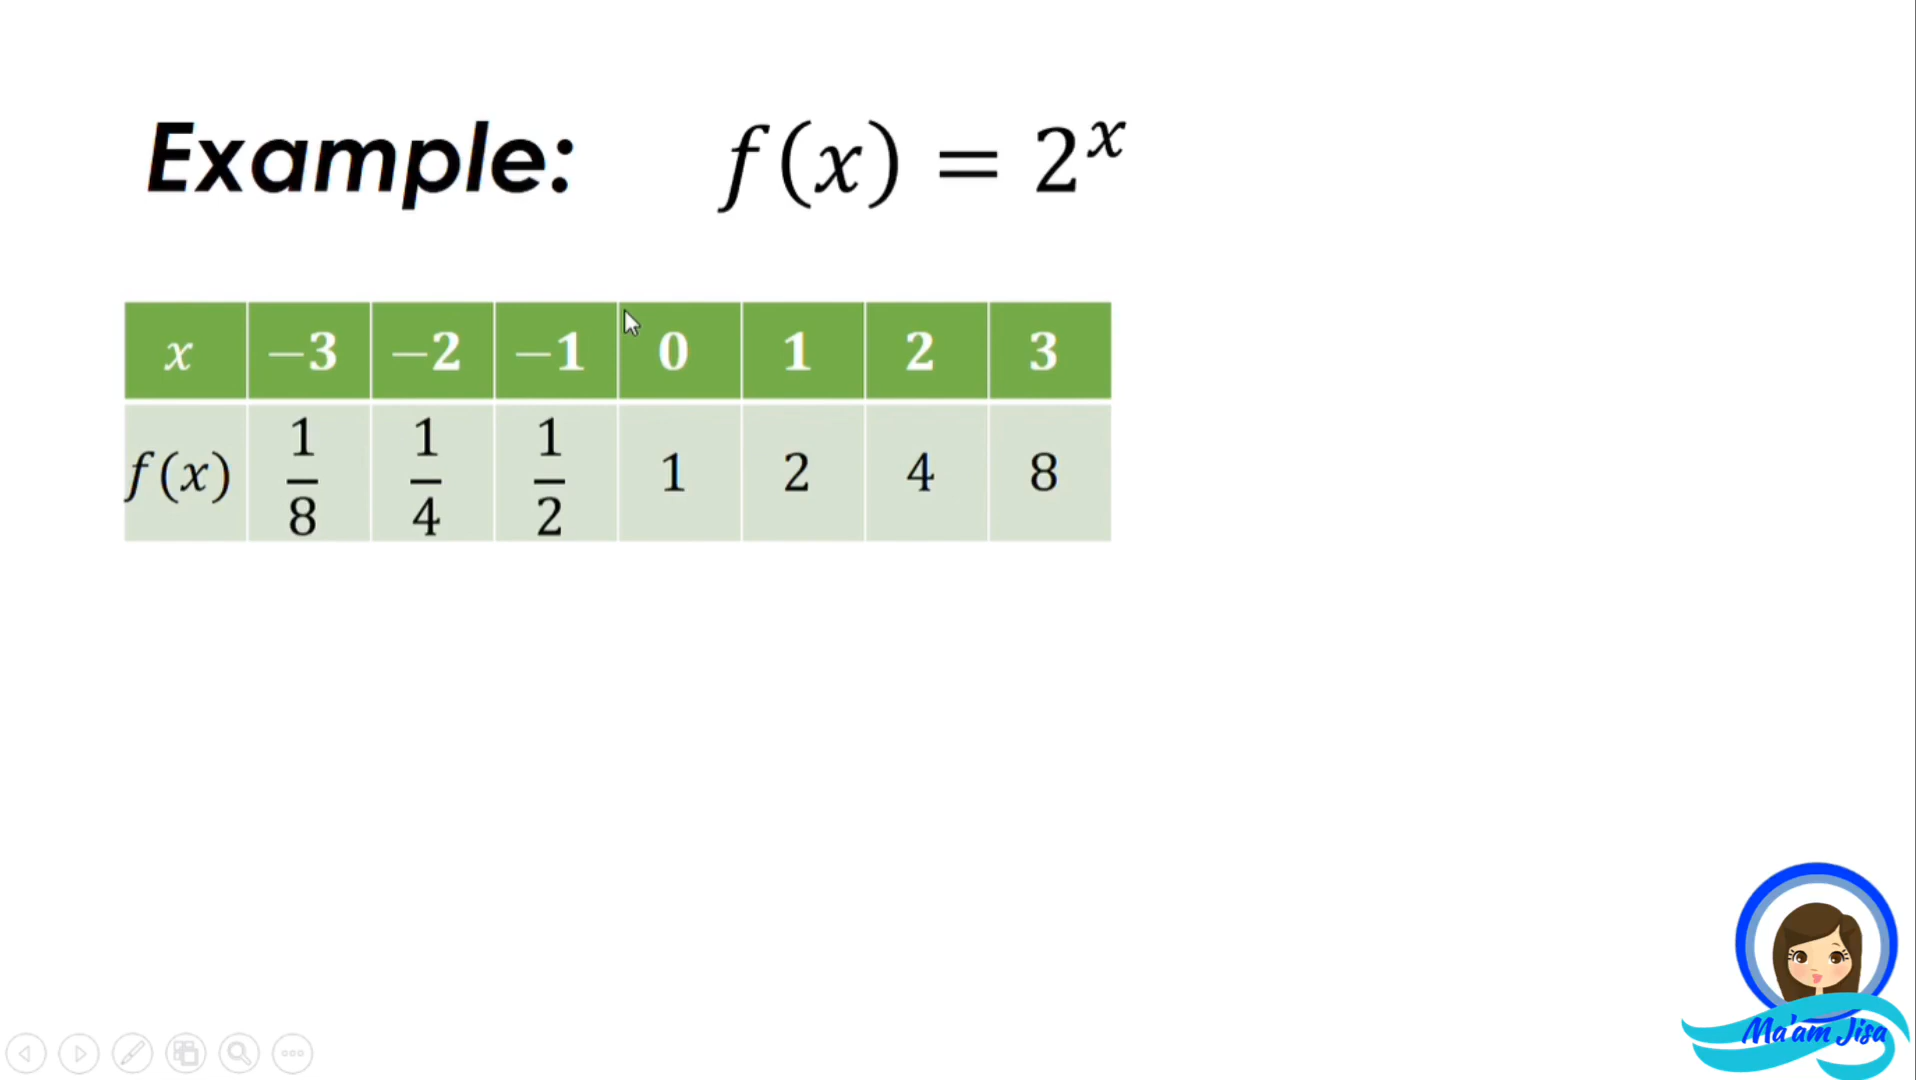 Example: f(x) = 2^x
x −3 −2 −1 0 1 2 3
f(x) 1/8 1/4 1/2 1 2 4 8
Ma'am Jisa